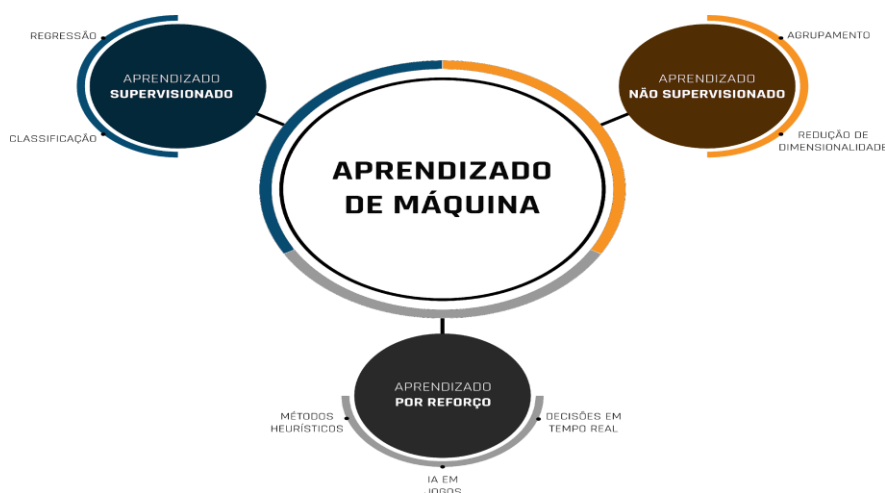 REGRESSÃO
APRENDIZADO
SUPERVISIONADO
CLASSIFICAÇÃO
APRENDIZADO
DE MÁQUINA
AGRUPAMENTO
APRENDIZADO
NÃO SUPERVISIONADO
REDUÇÃO DE
DIMENSIONALIDADE
APRENDIZADO
POR REFORÇO
MÉTODOS
HEURÍSTICOS
IA EM
JOGOS
DECISÕES EM
TEMPO REAL